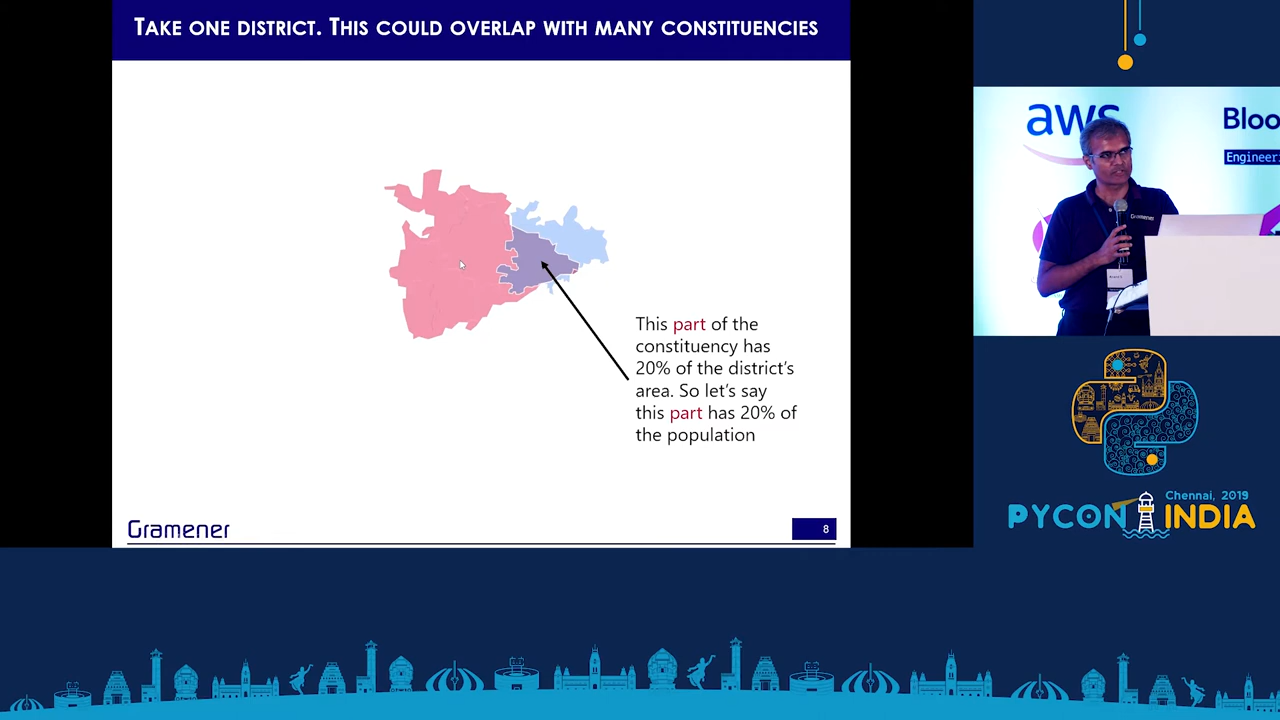 TAKE ONE DISTRICT. THIS COULD OVERLAP WITH MANY CONSTITUENCIES
This part of the
constituency has
20% of the district's
area. So let's say
this part has 20% of
the population
Gramener
8
aws
Bloo
Engineeri
Gramener
Chennai, 2019
PYCON INDIA